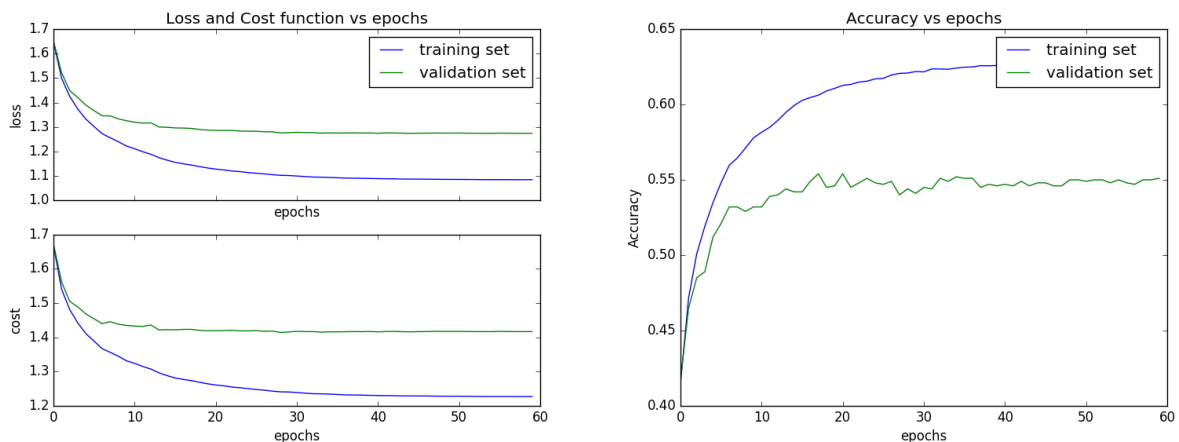 Loss and Cost function vs epochs
1.7
1.6
1.5
1.4
1.3
1.2
1.1
1.0
loss
training set
validation set
epochs
1.7
1.6
1.5
1.4
1.3
1.2
cost
0 10 20 30 40 50 60
epochs
Accuracy vs epochs
0.65
0.60
0.55
0.50
0.45
0.40
Accuracy
training set
validation set
0 10 20 30 40 50 60
epochs